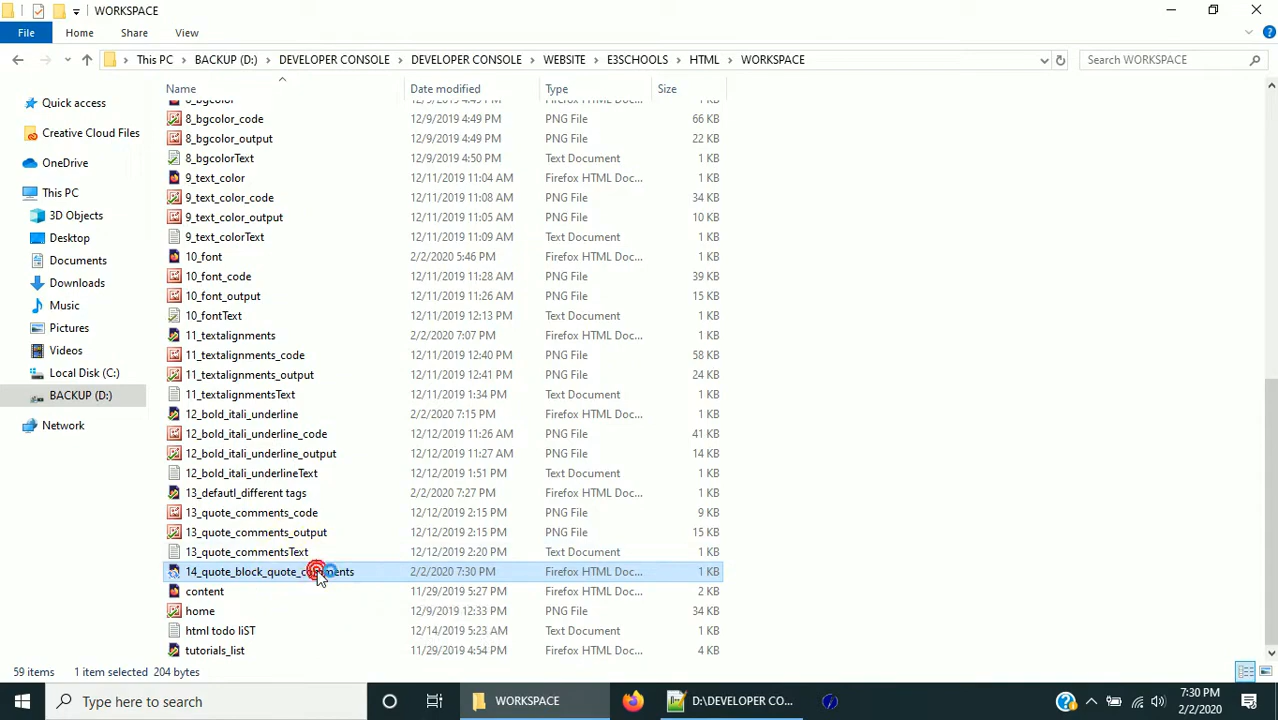 WORKSPACE
File Home Share View
This PC BACKUP (D:) DEVELOPER CONSOLE DEVELOPER CONSOLE WEBSITE E3SCHOOLS HTML WORKSPACE Search WORKSPACE
Name Date modified Type Size
8_bgcolor 12/9/2019 4:49 PM Firefox HTML Doc... 1 KB
8_bgcolor_code 12/9/2019 4:49 PM PNG File 66 KB
8_bgcolor_output 12/9/2019 4:49 PM PNG File 22 KB
8_bgcolorText 12/9/2019 4:50 PM Text Document 1 KB
9_text_color 12/11/2019 11:04 AM Firefox HTML Doc... 1 KB
9_text_color_code 12/11/2019 11:08 AM PNG File 34 KB
9_text_color_output 12/11/2019 11:05 AM PNG File 10 KB
9_text_colorText 12/11/2019 11:09 AM Text Document 1 KB
10_font 2/2/2020 5:46 PM Firefox HTML Doc... 1 KB
10_font_code 12/11/2019 11:28 AM PNG File 39 KB
10_font_output 12/11/2019 11:26 AM PNG File 15 KB
10_fontText 12/11/2019 12:13 PM Text Document 1 KB
11_textalignments 2/2/2020 7:07 PM Firefox HTML Doc... 1 KB
11_textalignments_code 12/11/2019 12:40 PM PNG File 58 KB
11_textalignments_output 12/11/2019 12:41 PM PNG File 24 KB
11_textalignmentsText 12/11/2019 1:34 PM Text Document 1 KB
12_bold_itali_underline 2/2/2020 7:15 PM Firefox HTML Doc... 1 KB
12_bold_itali_underline_code 12/12/2019 11:26 AM PNG File 41 KB
12_bold_itali_underline_output 12/12/2019 11:27 AM PNG File 14 KB
12_bold_itali_underlineText 12/12/2019 1:51 PM Text Document 1 KB
13_defautl_different tags 2/2/2020 7:27 PM Firefox HTML Doc... 1 KB
13_quote_comments_code 12/12/2019 2:15 PM PNG File 9 KB
13_quote_comments_output 12/12/2019 2:15 PM PNG File 15 KB
13_quote_commentsText 12/12/2019 2:20 PM Text Document 1 KB
14_quote_block_quote_comments 2/2/2020 7:30 PM Firefox HTML Doc... 1 KB
content 11/29/2019 5:27 PM Firefox HTML Doc... 2 KB
home 12/9/2019 12:33 PM PNG File 34 KB
html todo liST 12/14/2019 5:23 AM Text Document 1 KB
tutorials_list 11/29/2019 4:54 PM Firefox HTML Doc... 4 KB
Quick access
Creative Cloud Files
OneDrive
This PC
3D Objects
Desktop
Documents
Downloads
Music
Pictures
Videos
Local Disk (C:)
BACKUP (D:)
Network
59 items 1 item selected 204 bytes
Type here to search WORKSPACE D:\DEVELOPER CO... 7:30 PM
2/2/2020